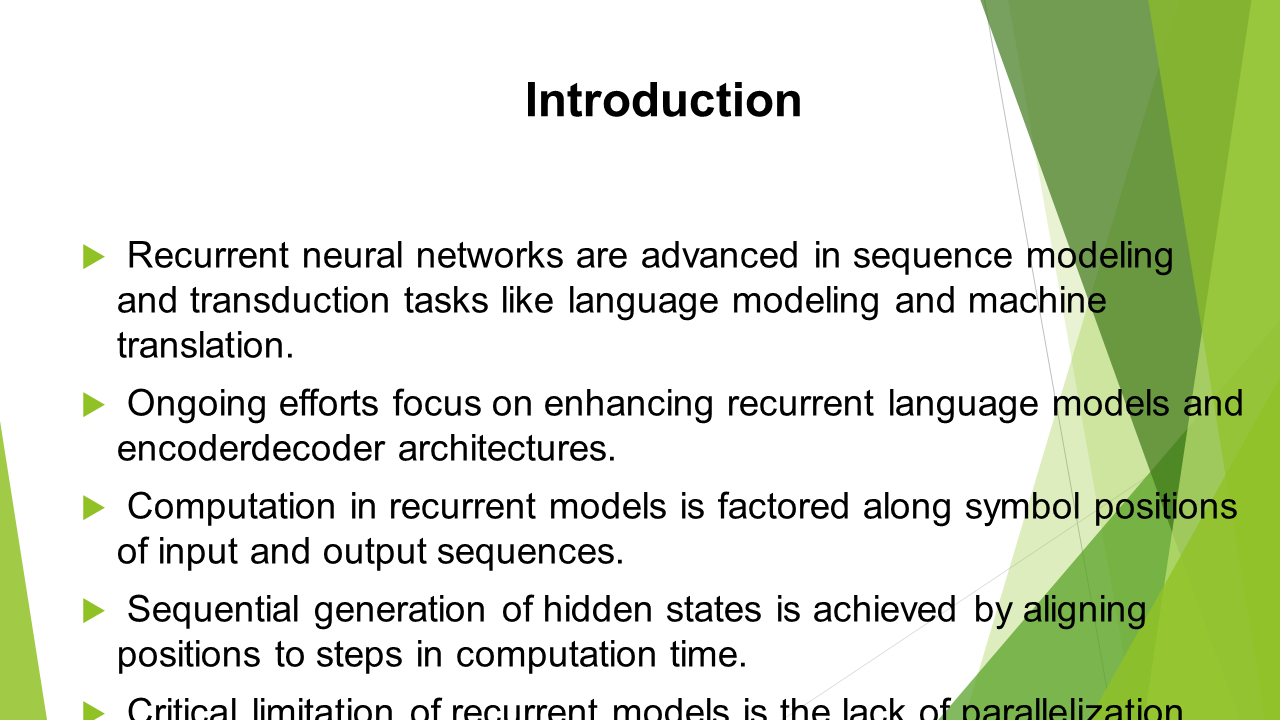 Introduction
Recurrent neural networks are advanced in sequence modeling
and transduction tasks like language modeling and machine
translation.
Ongoing efforts focus on enhancing recurrent language models and
encoderdecoder architectures.
Computation in recurrent models is factored along symbol positions
of input and output sequences.
Sequential generation of hidden states is achieved by aligning
positions to steps in computation time.
Critical limitation of recurrent models is the lack of parallelization